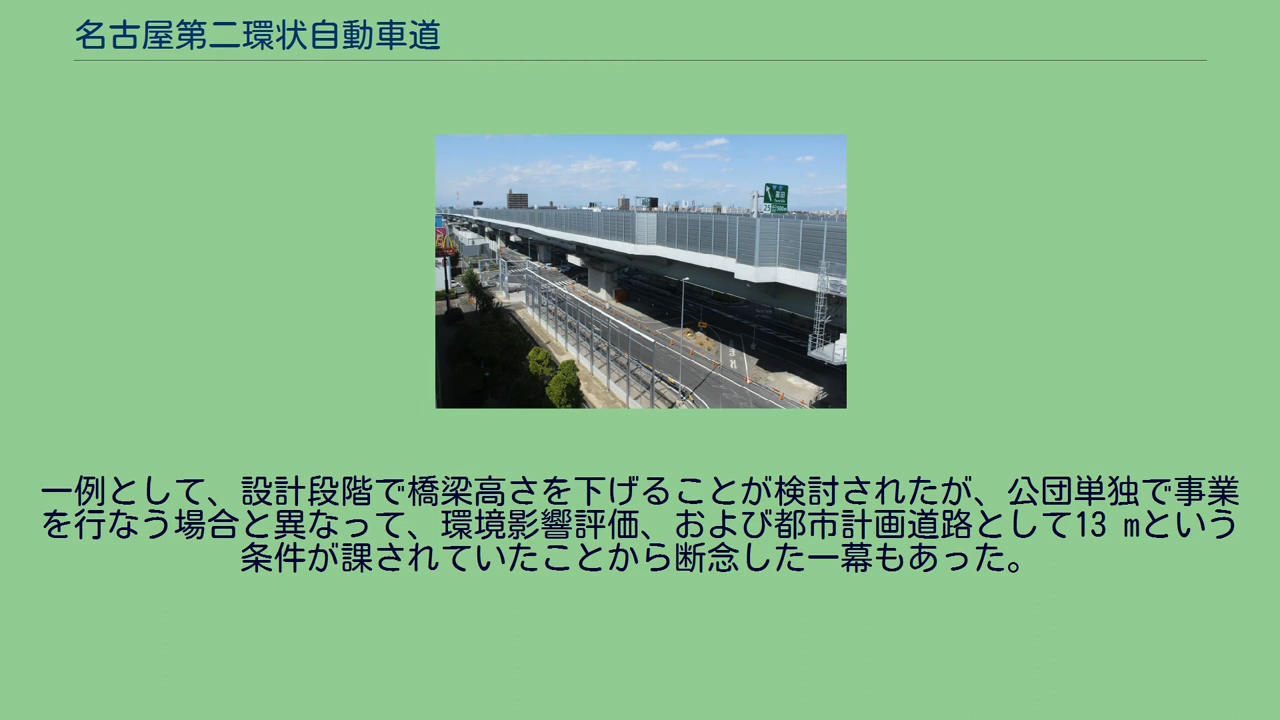 名古屋第二環状自動車道
一例として、設計段階で橋梁高さを下げることが検討されたが、公団単独で事業
を行なう場合と異なって、環境影響評価、および都市計画道路として13 mという
条件が課されていたことから断念した一幕もあった。